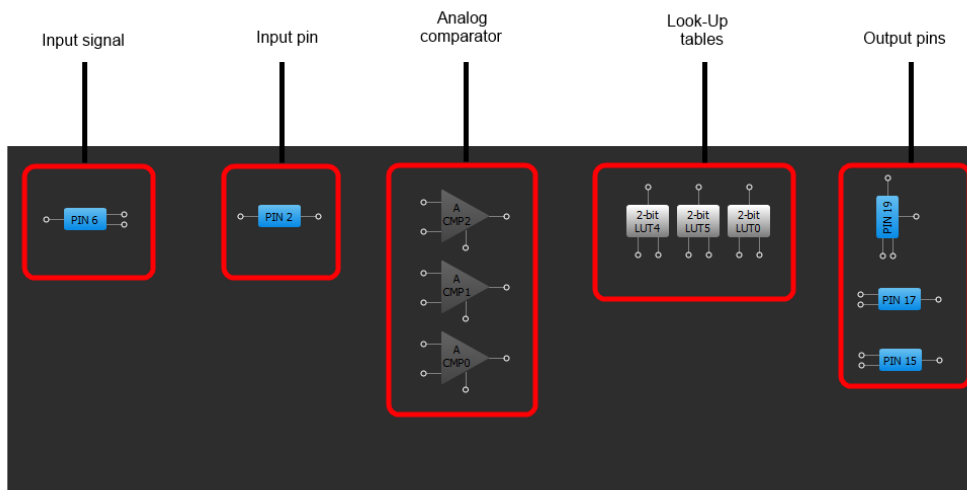 Input signal
Input pin
Analog
comparator
Look-Up
tables
Output pins
PIN 6
PIN 2
A
CMP2
A
CMP1
A
CMP0
2-bit
LUT4
2-bit
LUT5
2-bit
LUT0
PIN 19
PIN 17
PIN 15